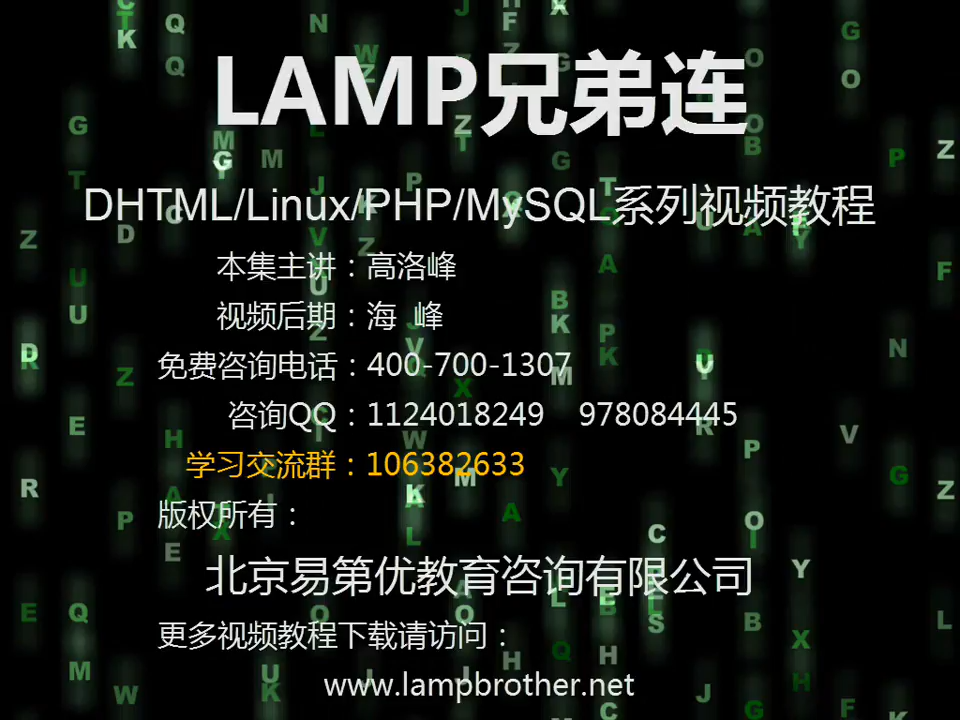 LAMP兄弟连
DHTML/Linux/PHP/MySQL系列视频教程
本集主讲：高洛峰
视频后期：海 峰
免费咨询电话：400-700-1307
咨询QQ：1124018249 978084445
学习交流群：106382633
版权所有：
北京易第优教育咨询有限公司
更多视频教程下载请访问：
www.lampbrother.net